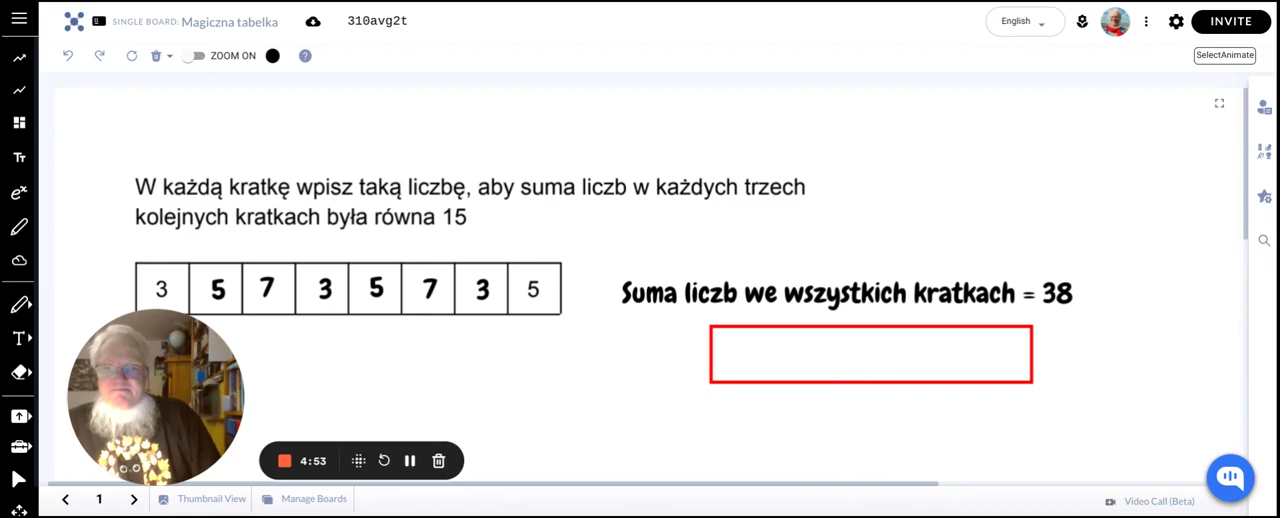 SINGLE BOARD: Magiczna tabelka
310avg2t
English
INVITE
ZOOM ON
SelectAnimate
W każdą kratkę wpisz taką liczbę, aby suma liczb w każdych trzech
kolejnych kratkach była równa 15
3 5 7 3 5 7 3 5
Suma liczb we wszystkich kratkach = 38
4:53
1
Thumbnail View
Manage Boards
Video Call (Beta)